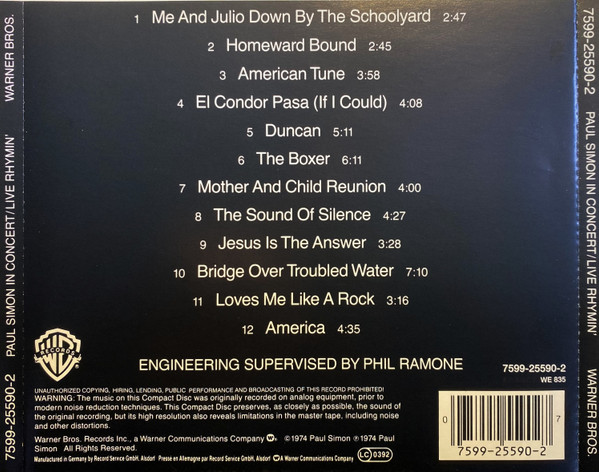 1 Me And Julio Down By The Schoolyard 2:47
2 Homeward Bound 2:45
3 American Tune 3:58
4 El Condor Pasa (If I Could) 4:08
5 Duncan 5:11
6 The Boxer 6:11
7 Mother And Child Reunion 4:00
8 The Sound Of Silence 4:27
9 Jesus Is The Answer 3:28
10 Bridge Over Troubled Water 7:10
11 Loves Me Like A Rock 3:16
12 America 4:35
ENGINEERING SUPERVISED BY PHIL RAMONE
7599-25590-2
WE 835
RECORDS
UNAUTHORIZED COPYING, HIRING, LENDING, PUBLIC PERFORMANCE AND BROADCASTING OF THIS RECORD PROHIBITED!
WARNING: The music on this Compact Disc was originally recorded on analog equipment, prior to
modern noise reduction techniques. This Compact Disc preserves, as closely as possible, the sound of
the original recording, but its high resolution also reveals limitations in the master tape, including noise
and other distortions.
Warner Bros. Records Inc., a Warner Communications Company ©1974 Paul Simon ℗1974 Paul
Simon All Rights Reserved.
Manufactured in Germany by Record Service GmbH, Alsdorf Presse en Allemagne par Record Service GmbH, Alsdorf A Warner Communications Company
LC 0392
0 7
7599-25590-2
7599-25590-2 PAUL SIMON IN CONCERT/LIVE RHYMIN' WARNER BROS.
7599-25590-2 PAUL SIMON IN CONCERT/LIVE RHYMIN' WARNER BROS.